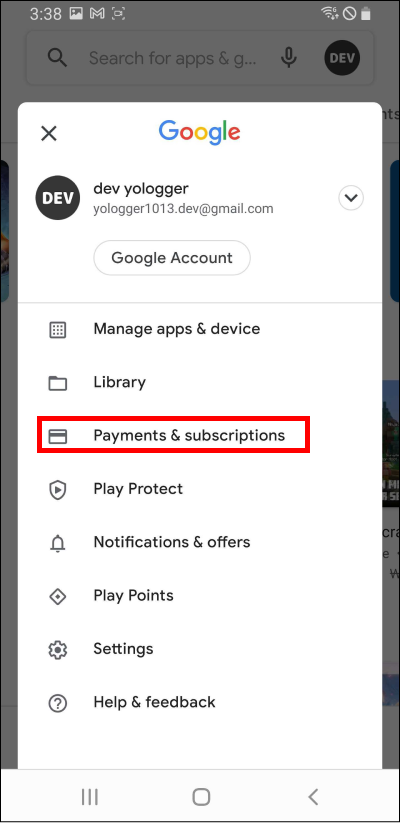 3:38
Search for apps & g...
DEV
nts
Google
DEV
dev yologger
yologger1013.dev@gmail.com
Google Account
Manage apps & device
Library
Payments & subscriptions
Play Protect
Notifications & offers
Play Points
Settings
Help & feedback